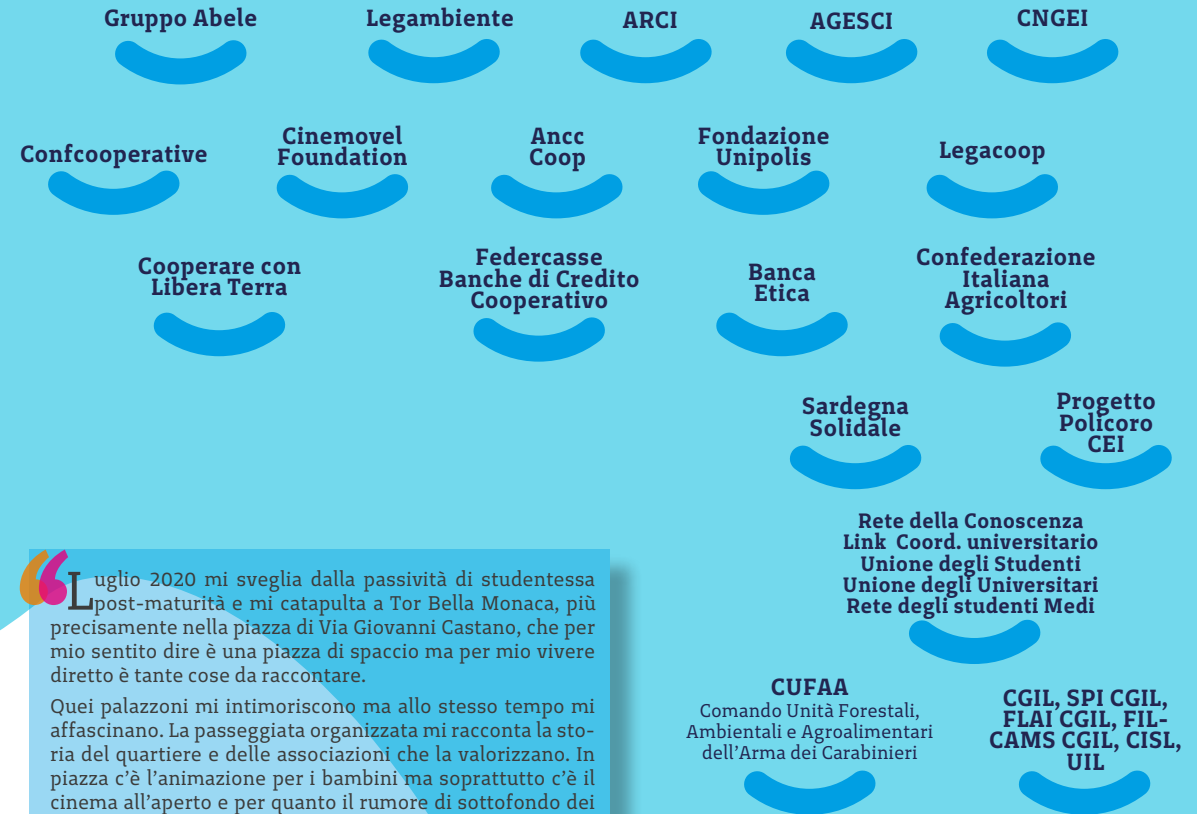 Gruppo Abele
Legambiente
ARCI
AGESCI
CNGEI
Confcooperative
Cinemovel
Foundation
Ancc
Coop
Fondazione
Unipolis
Legacoop
Cooperare con
Libera Terra
Federcasse
Banche di Credito
Cooperativo
Banca
Etica
Confederazione
Italiana
Agricoltori
Sardegna
Solidale
Progetto
Policoro
CEI
Rete della Conoscenza
Link Coord. universitario
Unione degli Studenti
Unione degli Universitari
Rete degli studenti Medi
CUFAA
Comando Unità Forestali,
Ambientali e Agroalimentari
dell'Arma dei Carabinieri
CGIL, SPI CGIL,
FLAI CGIL, FIL-
CAMS CGIL, CISL,
UIL
Luglio 2020 mi sveglia dalla passività di studentessa
post-maturità e mi catapulta a Tor Bella Monaca, più
precisamente nella piazza di Via Giovanni Castano, che per
mio sentito dire è una piazza di spaccio ma per mio vivere
diretto è tante cose da raccontare.
Quei palazzoni mi intimoriscono ma allo stesso tempo mi
affascinano. La passeggiata organizzata mi racconta la sto-
ria del quartiere e delle associazioni che la valorizzano. In
piazza c'è l'animazione per i bambini ma soprattutto c'è il
cinema all'aperto e per quanto il rumore di sottofondo dei